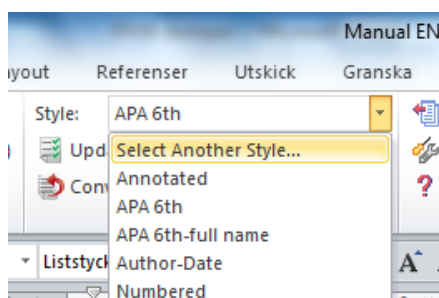 Manual EN
yout Referenser Utskick Granska
Style: APA 6th
Upd Select Another Style...
Conv Annotated
APA 6th
APA 6th-full name
Liststyck Author-Date
Numbered